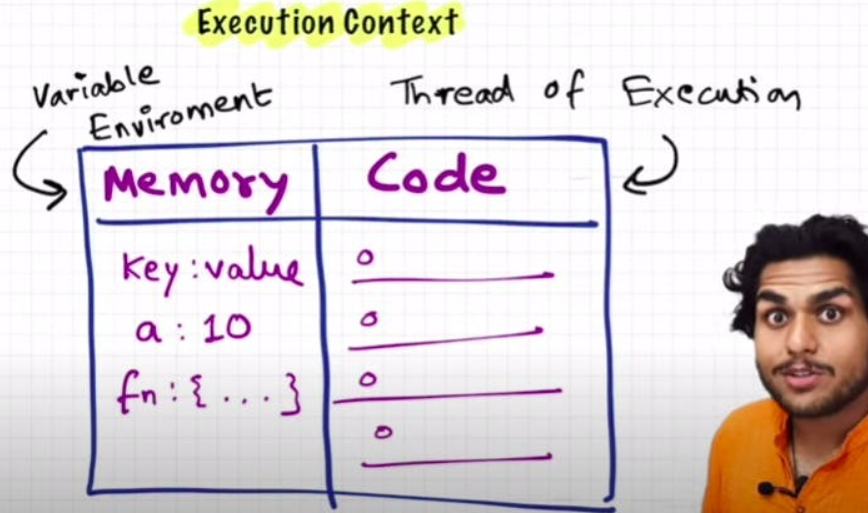 Execution Context
Variable
Enviroment
Thread of Execution
Memory
Code
key : value
a : 10
fn : { ... }